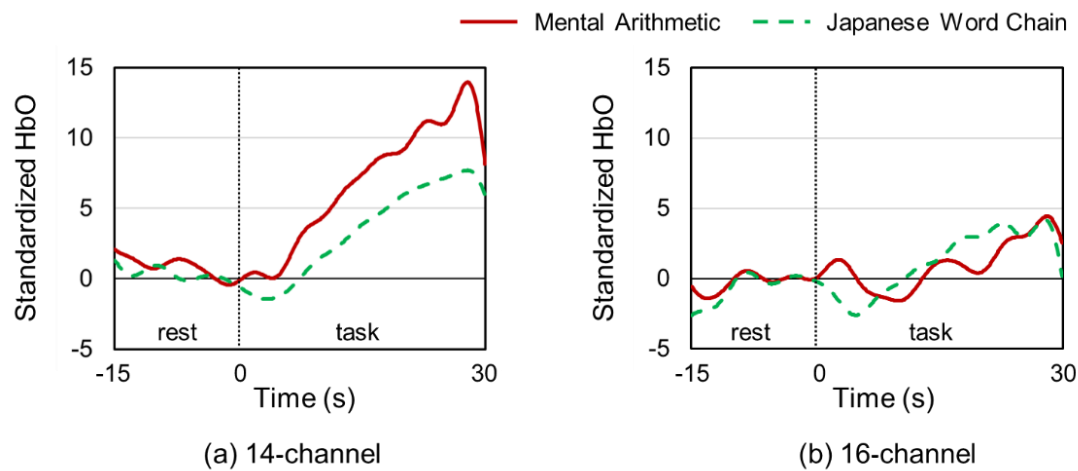 Mental Arithmetic Japanese Word Chain
Standardized HbO
15
10
5
0
-5
rest task
-15 0 30
Time (s)
(a) 14-channel
Standardized HbO
15
10
5
0
-5
rest task
-15 0 30
Time (s)
(b) 16-channel